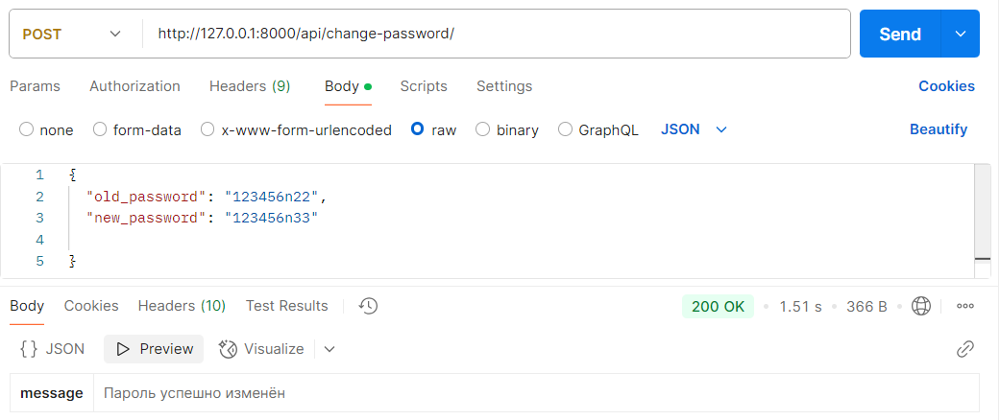 POST http://127.0.0.1:8000/api/change-password/ Send
Params Authorization Headers (9) Body Scripts Settings Cookies
none form-data x-www-form-urlencoded raw binary GraphQL JSON Beautify
1 {
2 "old_password": "123456n22",
3 "new_password": "123456n33"
4
5 }
Body Cookies Headers (10) Test Results 200 OK 1.51 s 366 B
{} JSON Preview Visualize
message Пароль успешно изменён